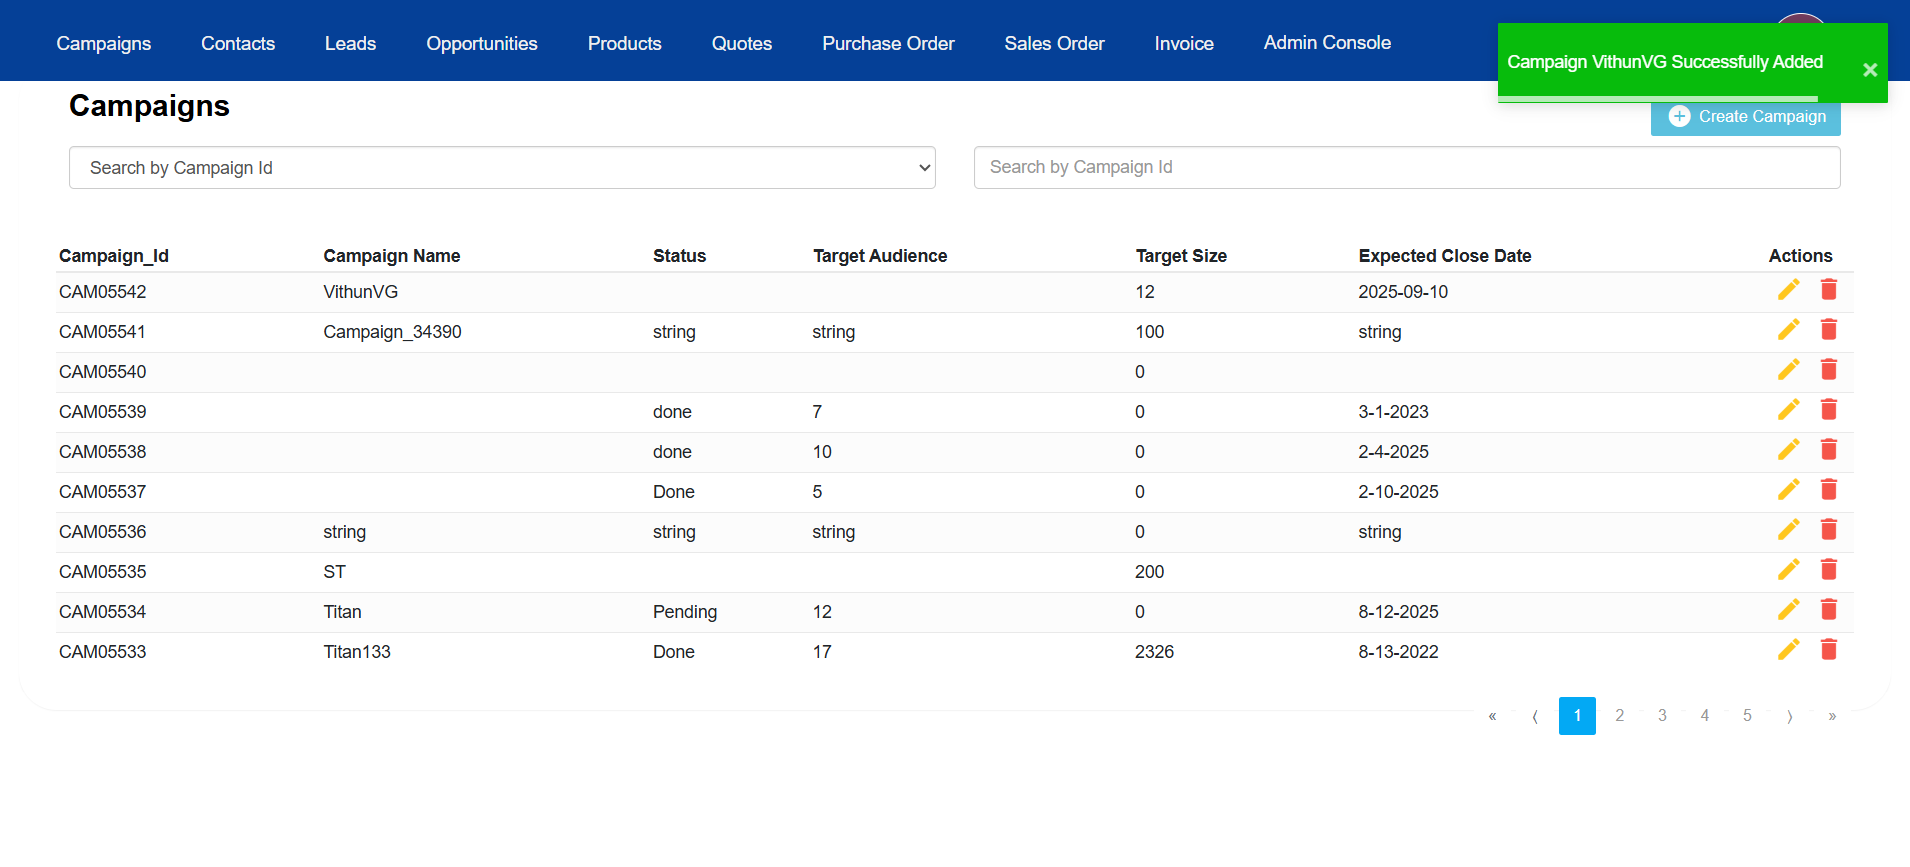 Campaigns Contacts Leads Opportunities Products Quotes Purchase Order Sales Order Invoice Admin Console
Campaign VithunVG Successfully Added ×
Campaigns
Create Campaign
Search by Campaign Id Search by Campaign Id
Campaign_Id Campaign Name Status Target Audience Target Size Expected Close Date Actions
CAM05542 VithunVG 12 2025-09-10
CAM05541 Campaign_34390 string string 100 string
CAM05540 0
CAM05539 done 7 0 3-1-2023
CAM05538 done 10 0 2-4-2025
CAM05537 Done 5 0 2-10-2025
CAM05536 string string string 0 string
CAM05535 ST 200
CAM05534 Titan Pending 12 0 8-12-2025
CAM05533 Titan133 Done 17 2326 8-13-2022
« ⟨ 1 2 3 4 5 ⟩ »